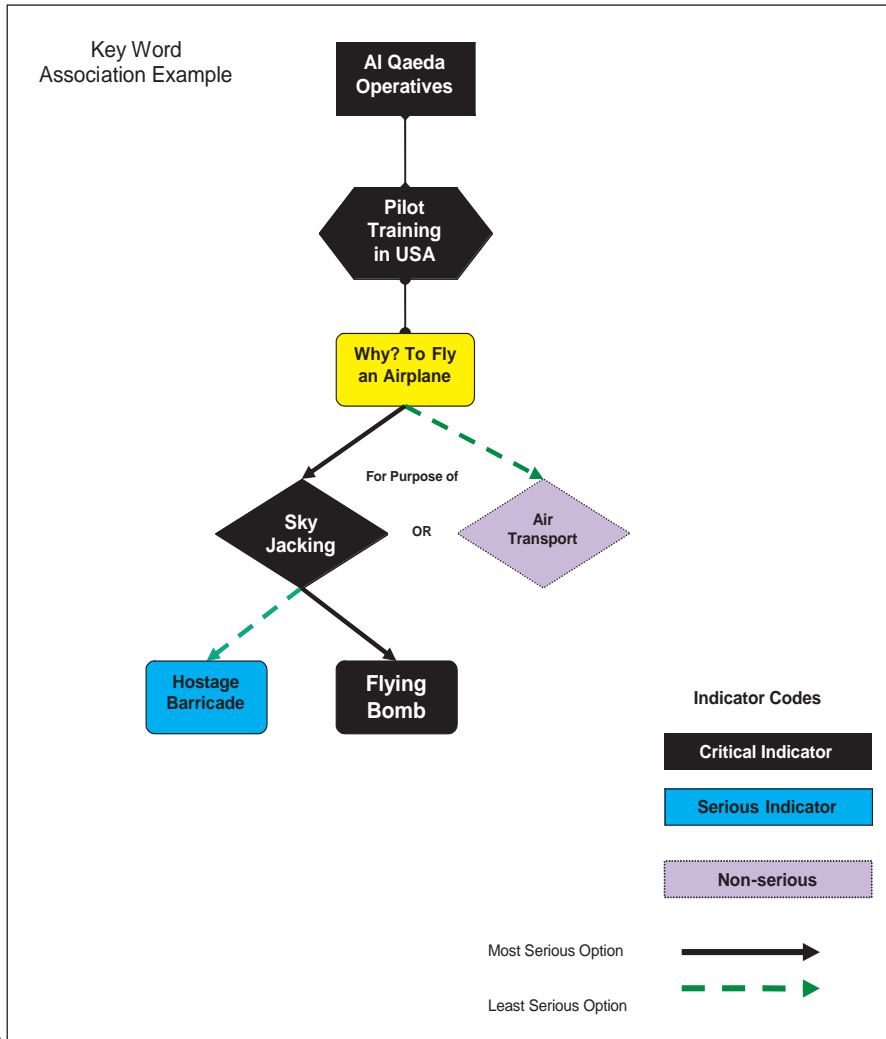 Key Word
Association Example
Al Qaeda
Operatives
Pilot
Training
in USA
Why? To Fly
an Airplane
For Purpose of
Sky
Jacking
OR
Air
Transport
Hostage
Barricade
Flying
Bomb
Indicator Codes
Critical Indicator
Serious Indicator
Non-serious
Most Serious Option
Least Serious Option